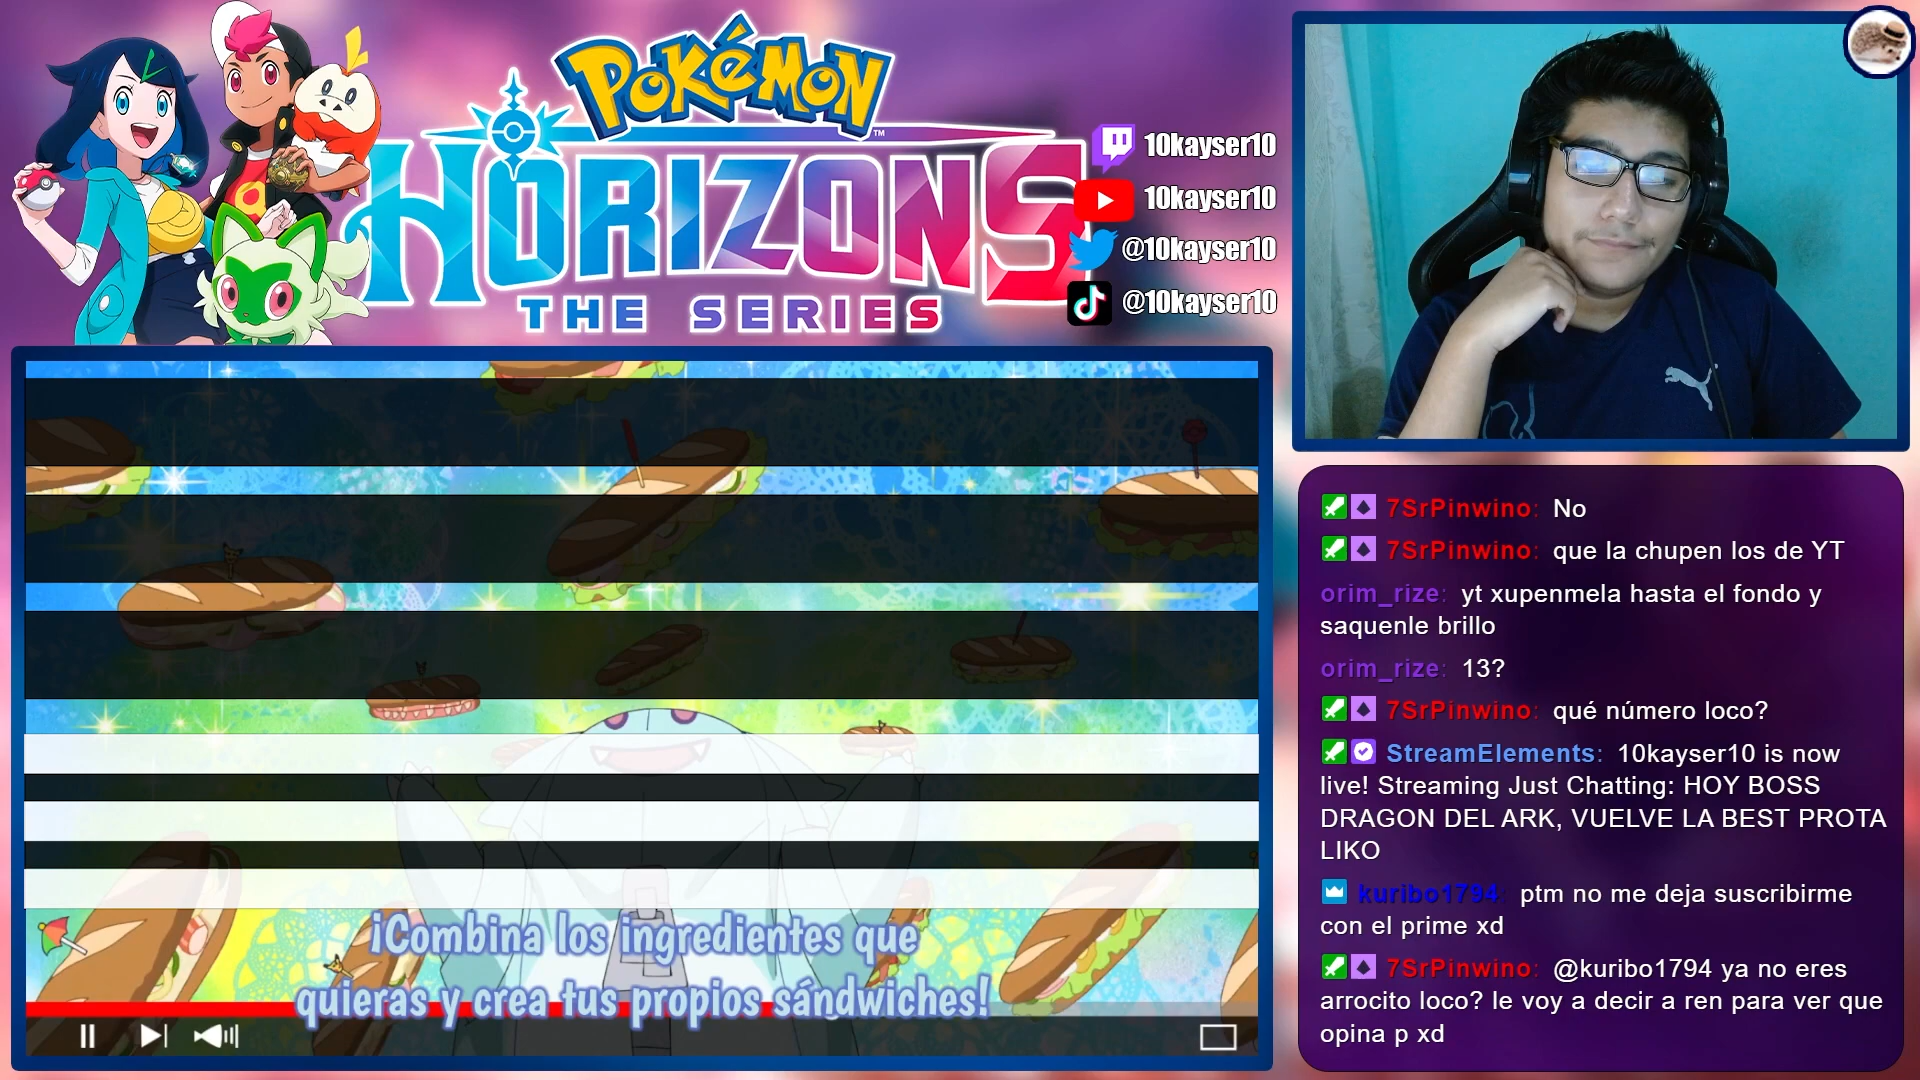 POKÉMON
TM
HORIZONS
THE SERIES
10kayser10
10kayser10
@10kayser10
@10kayser10
¡Combina los ingredientes que
quieras y crea tus propios sándwiches!
7SrPinwino: No
7SrPinwino: que la chupen los de YT
orim_rize: yt xupenmela hasta el fondo y
saquenle brillo
orim_rize: 13?
7SrPinwino: qué número loco?
StreamElements: 10kayser10 is now
live! Streaming Just Chatting: HOY BOSS
DRAGON DEL ARK, VUELVE LA BEST PROTA
LIKO
kuribo1794: ptm no me deja suscribirme
con el prime xd
7SrPinwino: @kuribo1794 ya no eres
arrocito loco? le voy a decir a ren para ver que
opina p xd